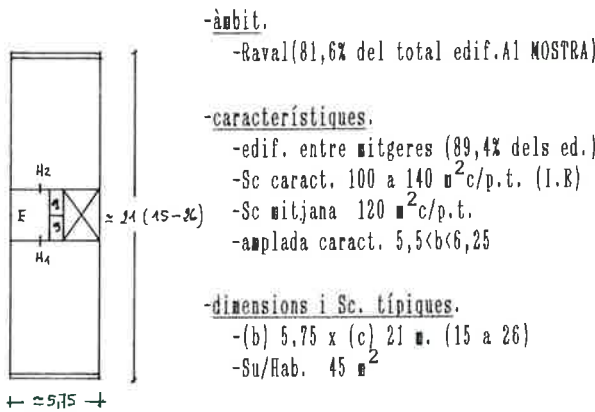 -àmbit.
-Raval(81,6% del total edif.A1 MOSTRA)
-característiques.
-edif. entre mitgeres (89,4% dels ed.)
-Sc caract. 100 a 140 m²c/p.t. (I.R)
-Sc mitjana 120 m²c/p.t.
-amplada caract. 5,5<b<6,25
-dimensions i Sc. típiques.
-(b) 5,75 x (c) 21 m. (15 a 26)
-Su/Hab. 45 m²
H2
E
≃ 21 (15-26)
H1
≃5,75